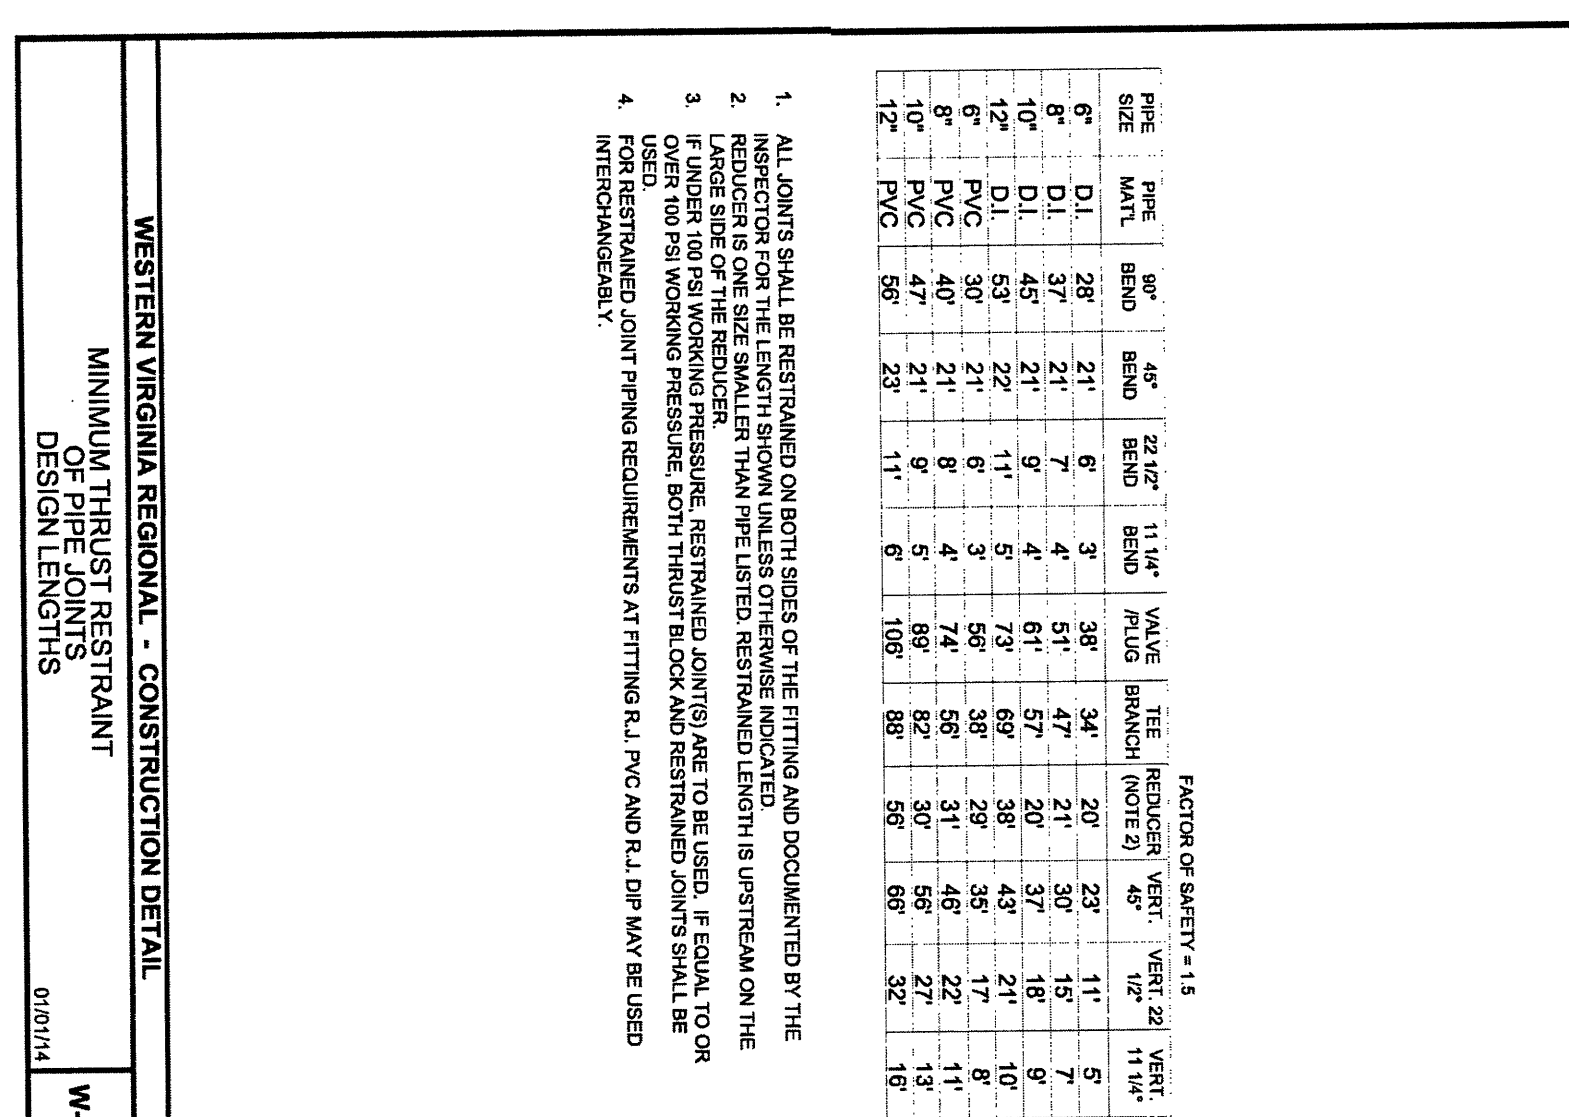 FACTOR OF SAFETY = 1.5
PIPE SIZE | PIPE MAT'L | 90° BEND | 45° BEND | 22 1/2° BEND | 11 1/4° BEND | VALVE /PLUG | TEE BRANCH | REDUCER (NOTE 2) | VERT. 45° | VERT. 22 1/2° | VERT. 11 1/4°
6" D.I. 28' 21' 6' 3' 38' 34' 20' 23' 11' 5'
8" D.I. 37' 21' 7' 4' 51' 47' 21' 30' 15' 7'
10" D.I. 45' 21' 9' 4' 61' 57' 20' 37' 18' 9'
12" D.I. 53' 22' 11' 5' 73' 69' 38' 43' 21' 10'
6" PVC 30' 21' 6' 3' 56' 38' 29' 35' 17' 8'
8" PVC 40' 21' 8' 4' 74' 56' 31' 46' 22' 11'
10" PVC 47' 21' 9' 5' 89' 82' 30' 56' 27' 13'
12" PVC 56' 23' 11' 6' 106' 88' 56' 66' 32' 16'
1. ALL JOINTS SHALL BE RESTRAINED ON BOTH SIDES OF THE FITTING AND DOCUMENTED BY THE
INSPECTOR FOR THE LENGTH SHOWN UNLESS OTHERWISE INDICATED.
2. REDUCER IS ONE SIZE SMALLER THAN PIPE LISTED. RESTRAINED LENGTH IS UPSTREAM ON THE
LARGE SIDE OF THE REDUCER.
3. IF UNDER 100 PSI WORKING PRESSURE, RESTRAINED JOINT(S) ARE TO BE USED. IF EQUAL TO OR
OVER 100 PSI WORKING PRESSURE, BOTH THRUST BLOCK AND RESTRAINED JOINTS SHALL BE
USED.
4. FOR RESTRAINED JOINT PIPING REQUIREMENTS AT FITTING R.J. PVC AND R.J. DIP MAY BE USED
INTERCHANGEABLY.
WESTERN VIRGINIA REGIONAL - CONSTRUCTION DETAIL
MINIMUM THRUST RESTRAINT
OF PIPE JOINTS
DESIGN LENGTHS
01/01/14
W-